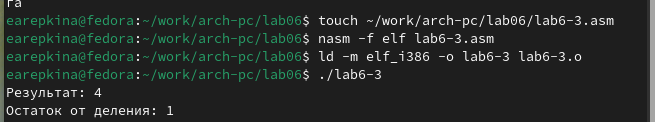 га
earepkina@fedora:~/work/arch-pc/lab06$ touch ~/work/arch-pc/lab06/lab6-3.asm
earepkina@fedora:~/work/arch-pc/lab06$ nasm -f elf lab6-3.asm
earepkina@fedora:~/work/arch-pc/lab06$ ld -m elf_i386 -o lab6-3 lab6-3.o
earepkina@fedora:~/work/arch-pc/lab06$ ./lab6-3
Результат: 4
Остаток от деления: 1